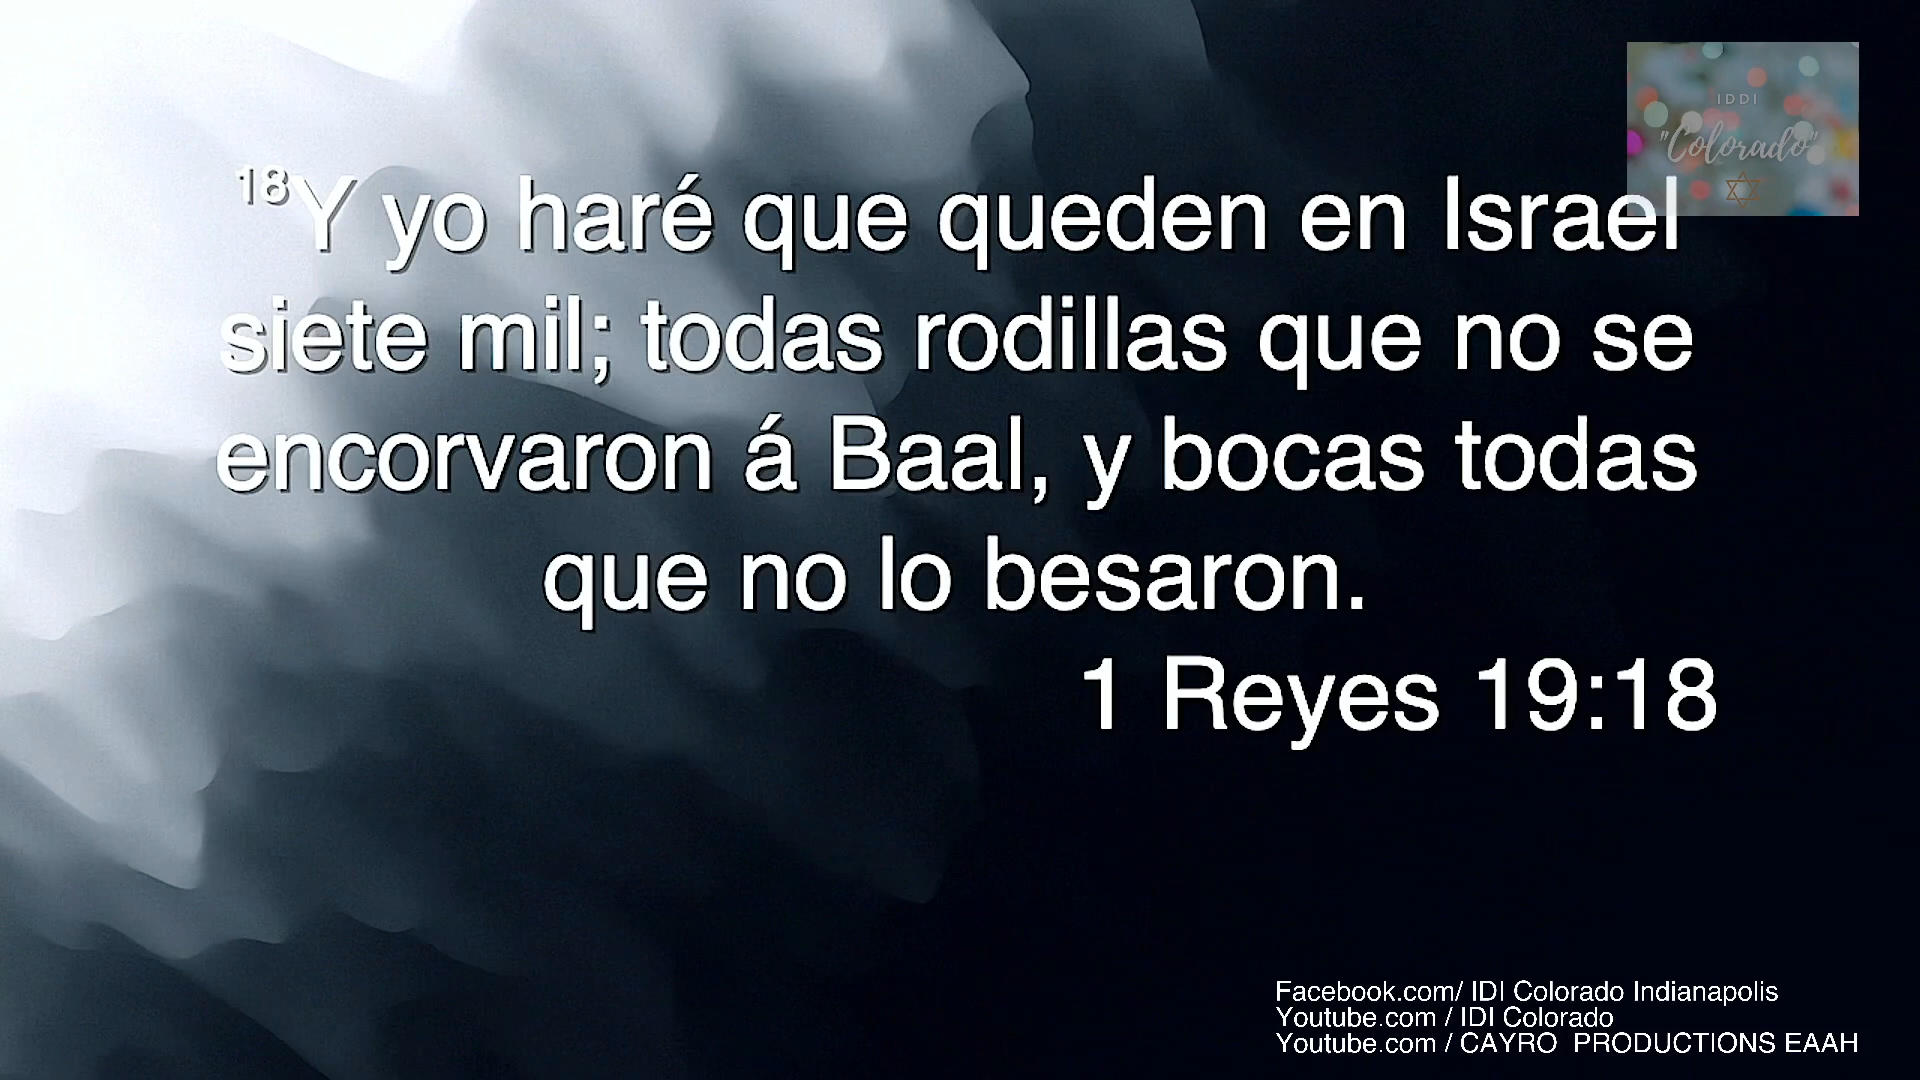 IDDI
"Colorado"
18Y yo haré que queden en Israel
siete mil; todas rodillas que no se
encorvaron á Baal, y bocas todas
que no lo besaron.
1 Reyes 19:18
Facebook.com/ IDI Colorado Indianapolis
Youtube.com / IDI Colorado
Youtube.com / CAYRO  PRODUCTIONS EAAH